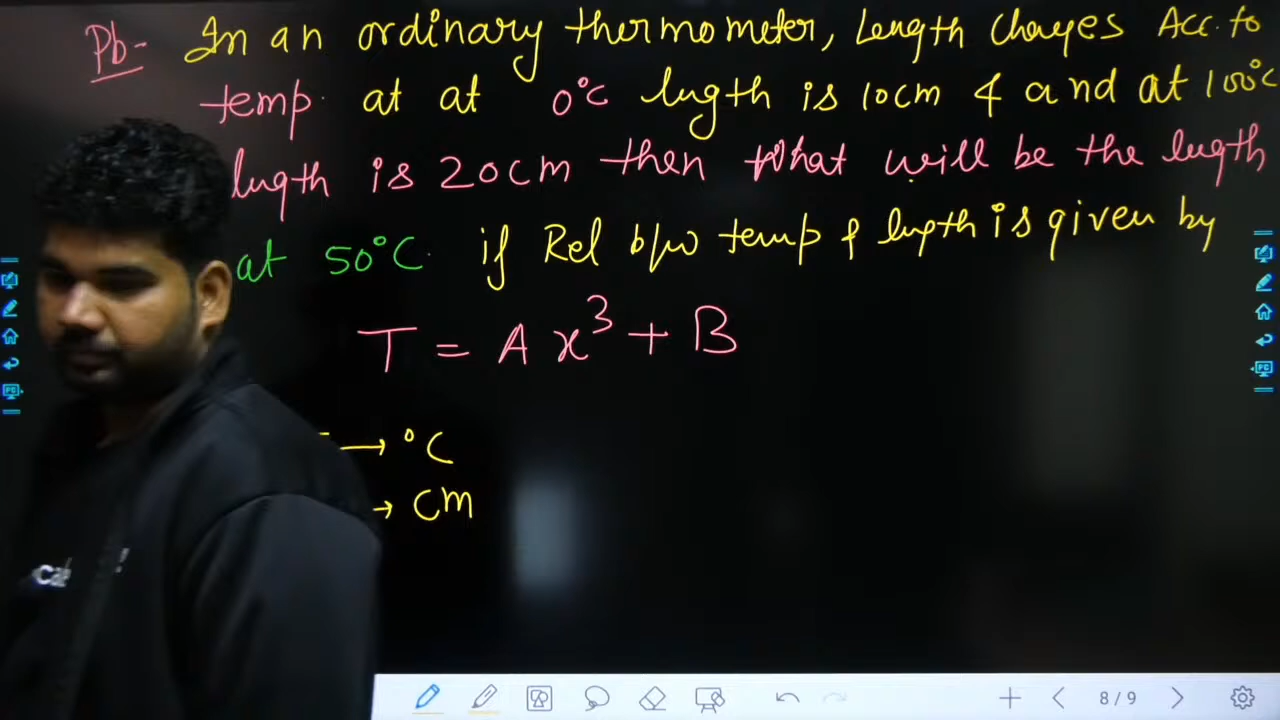 Pb- In an ordinary thermometer, Length Changes Acc. to
temp. at at 0°C length is 10cm & and at 100°C
length is 20cm then What will be the length
at 50°C. if Rel b/w temp & length is given by
T = Ax³ + B
→ °C
→ cm
8/9